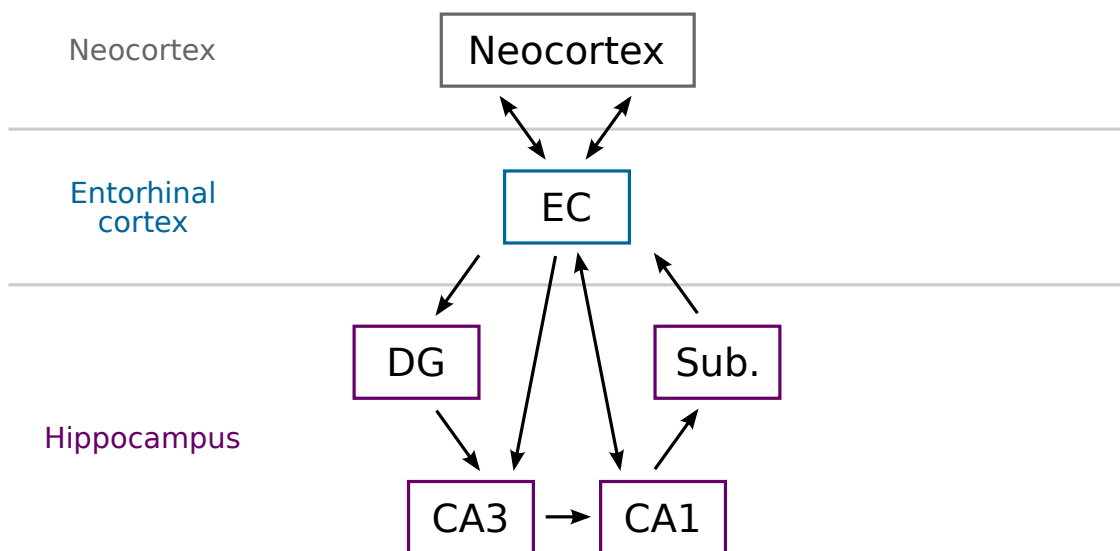 Neocortex
Neocortex
Entorhinal
cortex
EC
DG
Sub.
Hippocampus
CA3
CA1